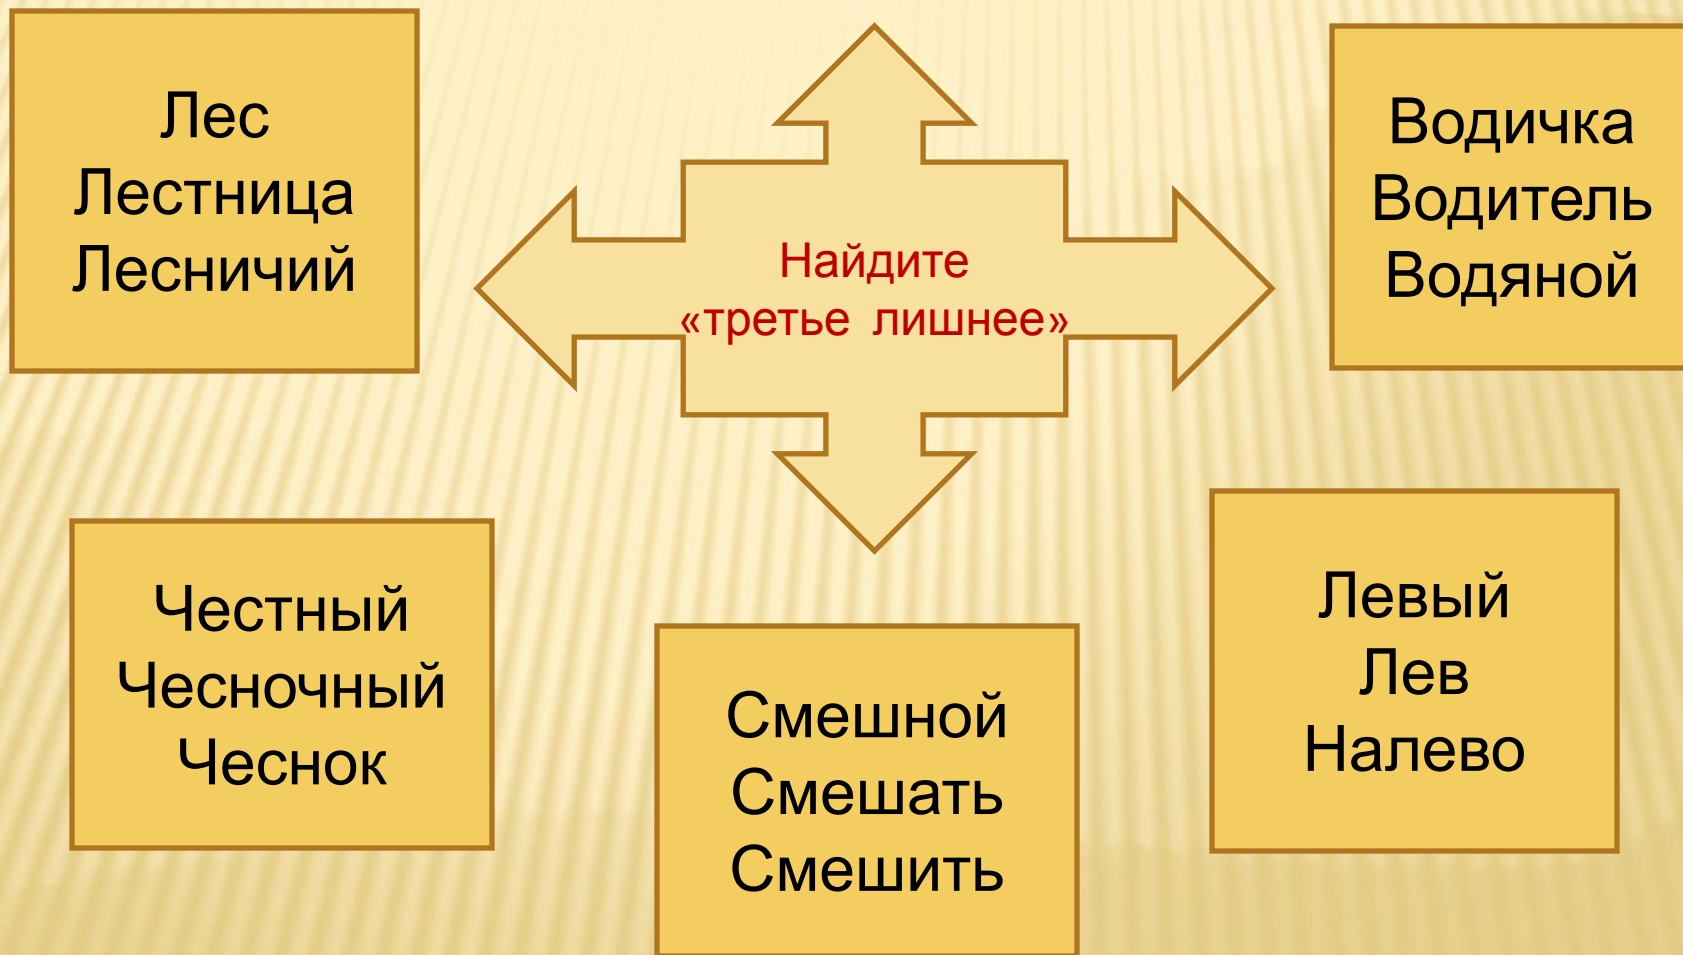 Лес
Лестница
Лесничий
Найдите
«третье лишнее»
Водичка
Водитель
Водяной
Честный
Чесночный
Чеснок
Смешной
Смешать
Смешить
Левый
Лев
Налево